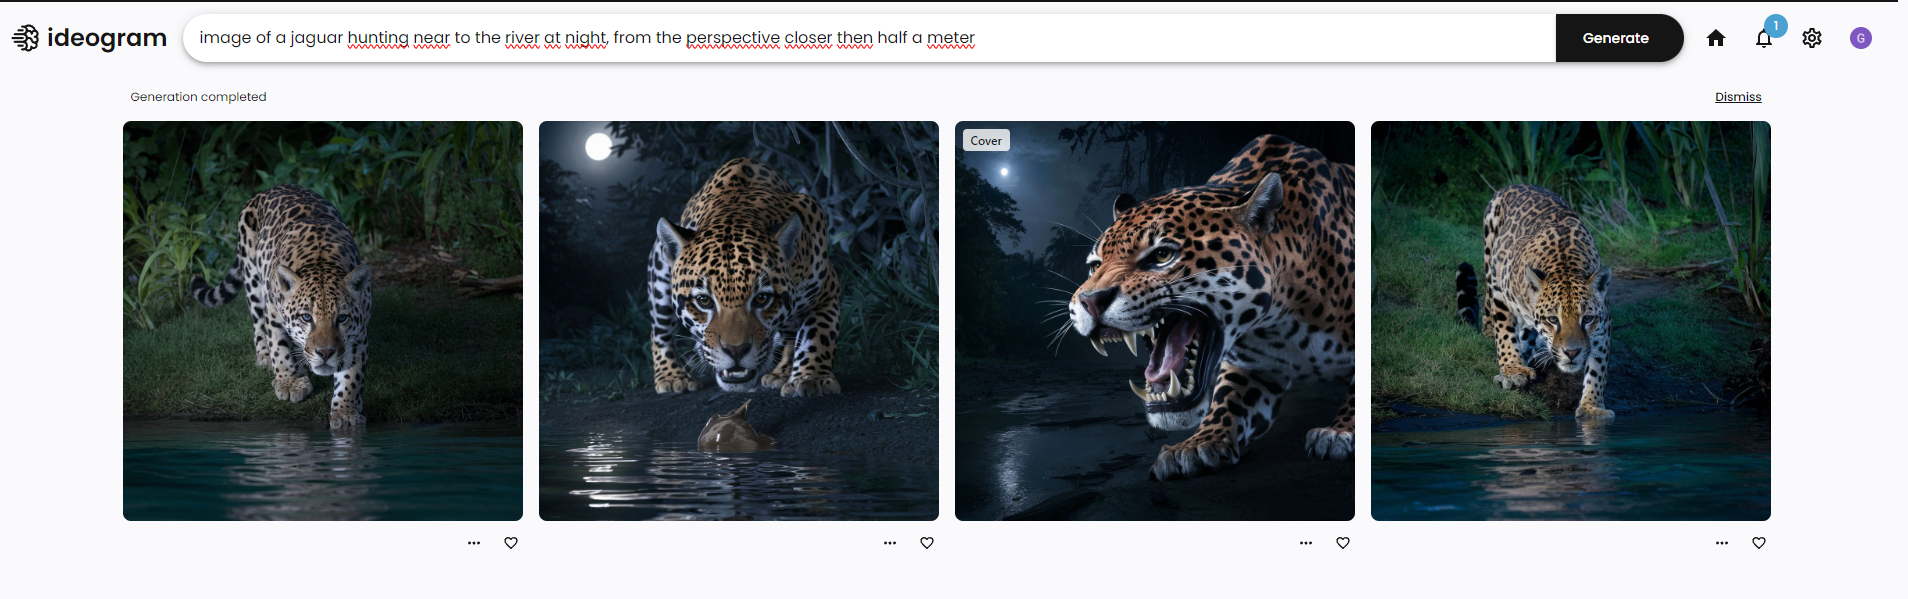 ideogram
image of a jaguar hunting near to the river at night, from the perspective closer then half a meter
Generate
1
G
Generation completed
Dismiss
Cover